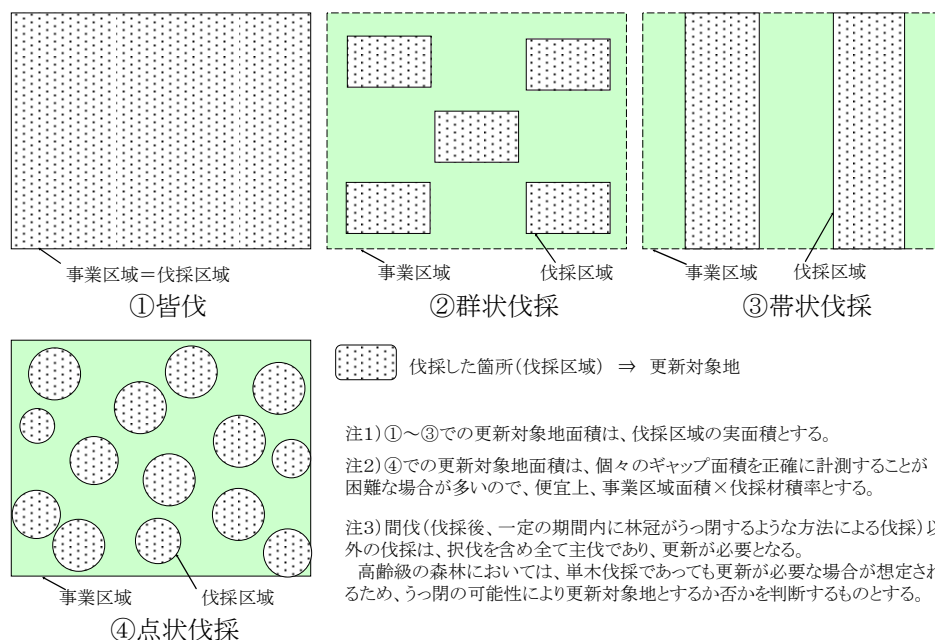 事業区域＝伐採区域
①皆伐
事業区域
伐採区域
②群状伐採
事業区域
伐採区域
③帯状伐採
事業区域
伐採区域
④点状伐採
伐採した箇所(伐採区域) ⇒ 更新対象地
注1)①～③での更新対象地面積は、伐採区域の実面積とする。
注2)④での更新対象地面積は、個々のギャップ面積を正確に計測することが
困難な場合が多いので、便宜上、事業区域面積×伐採材積率とする。
注3)間伐(伐採後、一定の期間内に林冠がうっ閉するような方法による伐採)以
外の伐採は、択伐を含め全て主伐であり、更新が必要となる。
高齢級の森林においては、単木伐採であっても更新が必要な場合が想定され
るため、うっ閉の可能性により更新対象地とするか否かを判断するものとする。